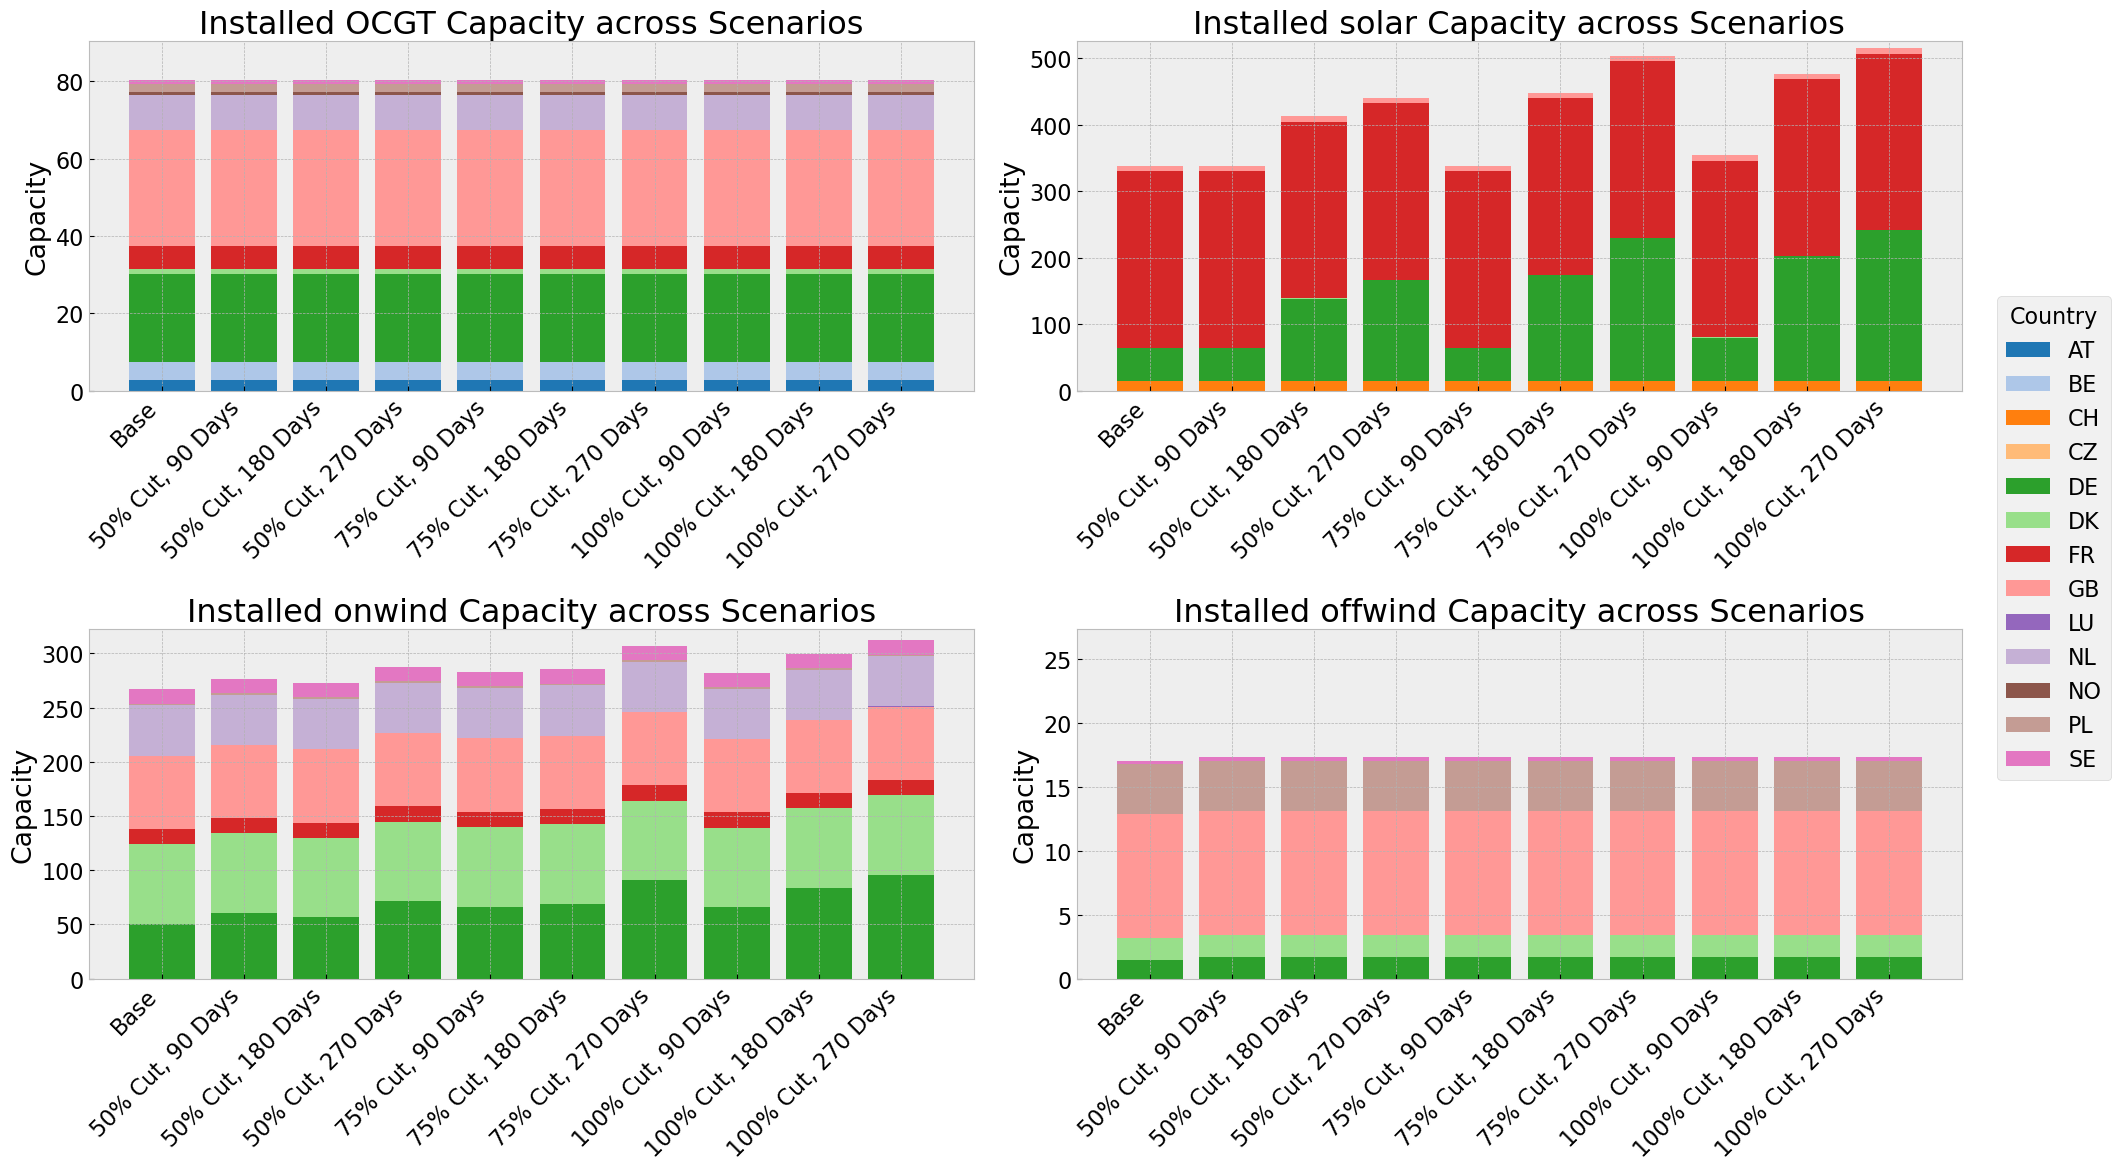 Installed OCGT Capacity across Scenarios
Capacity
80
60
40
20
0
Base
50% Cut, 90 Days
50% Cut, 180 Days
50% Cut, 270 Days
75% Cut, 90 Days
75% Cut, 180 Days
75% Cut, 270 Days
100% Cut, 90 Days
100% Cut, 180 Days
100% Cut, 270 Days
Installed solar Capacity across Scenarios
Capacity
500
400
300
200
100
0
Base
50% Cut, 90 Days
50% Cut, 180 Days
50% Cut, 270 Days
75% Cut, 90 Days
75% Cut, 180 Days
75% Cut, 270 Days
100% Cut, 90 Days
100% Cut, 180 Days
100% Cut, 270 Days
Installed onwind Capacity across Scenarios
Capacity
300
250
200
150
100
50
0
Base
50% Cut, 90 Days
50% Cut, 180 Days
50% Cut, 270 Days
75% Cut, 90 Days
75% Cut, 180 Days
75% Cut, 270 Days
100% Cut, 90 Days
100% Cut, 180 Days
100% Cut, 270 Days
Installed offwind Capacity across Scenarios
Capacity
25
20
15
10
5
0
Base
50% Cut, 90 Days
50% Cut, 180 Days
50% Cut, 270 Days
75% Cut, 90 Days
75% Cut, 180 Days
75% Cut, 270 Days
100% Cut, 90 Days
100% Cut, 180 Days
100% Cut, 270 Days
Country
AT
BE
CH
CZ
DE
DK
FR
GB
LU
NL
NO
PL
SE